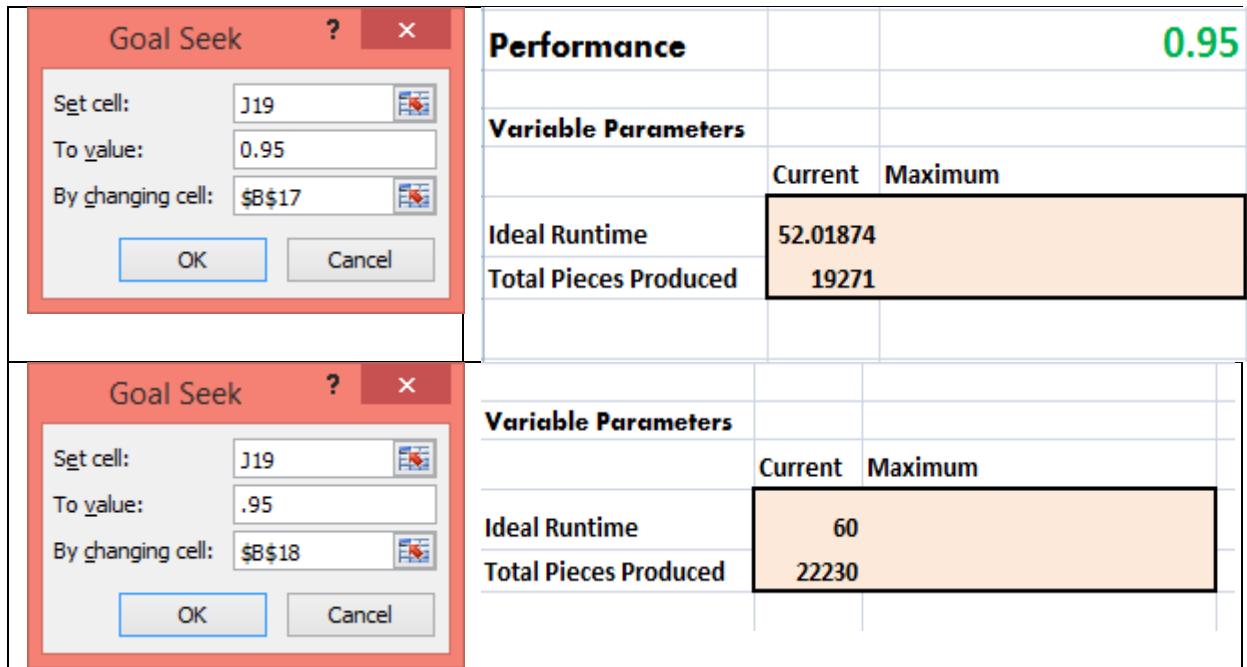 Goal Seek ? ×
Set cell: J19
To value: 0.95
By changing cell: $B$17
OK Cancel
Performance 0.95
Variable Parameters
Current Maximum
Ideal Runtime 52.01874
Total Pieces Produced 19271
Goal Seek ? ×
Set cell: J19
To value: .95
By changing cell: $B$18
OK Cancel
Variable Parameters
Current Maximum
Ideal Runtime 60
Total Pieces Produced 22230